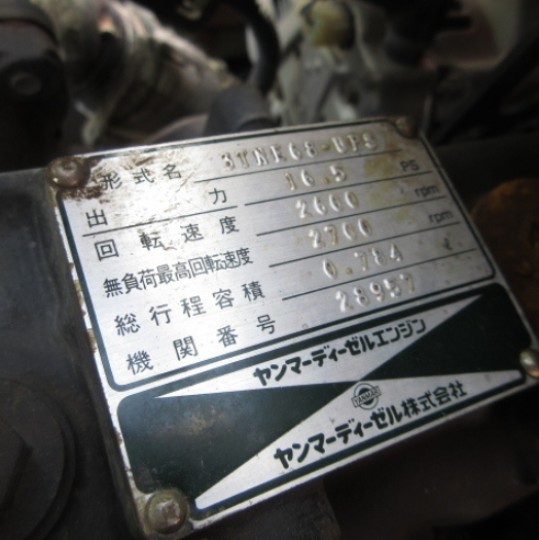 形式名 3TNE68-UFS
出力 16.5 PS
回転速度 2600 rpm
無負荷最高回転速度 2700 rpm
総行程容積 0.784 ℓ
機関番号 28957
ヤンマーディーゼルエンジン
YANMAR
ヤンマーディーゼル株式会社